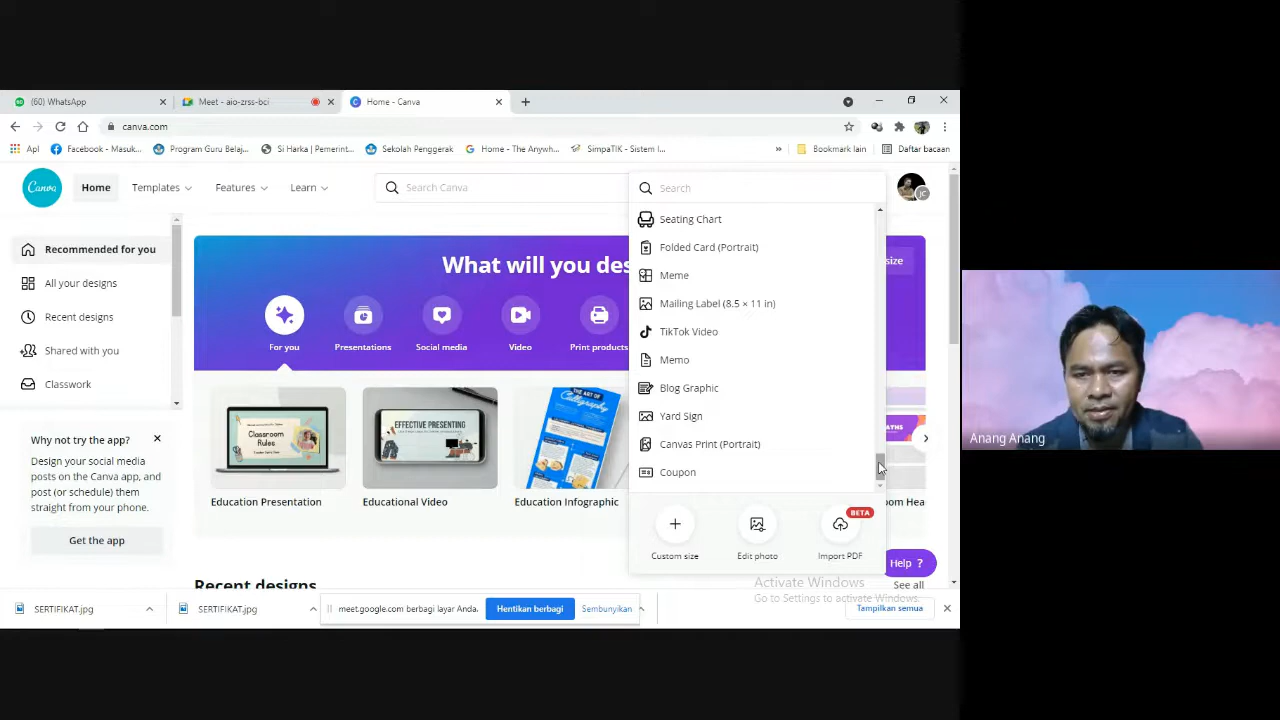 (60) WhatsApp
Meet - aio-zrss-bci
Home - Canva
canva.com
Apl
Facebook - Masuk...
Program Guru Belaj...
Si Harka | Pemerint...
Sekolah Penggerak
Home - The Anywh...
SimpaTIK - Sistem I...
»
Bookmark lain
Daftar bacaan
Canva
Home
Templates
Features
Learn
Search Canva
Search
JC
Recommended for you
All your designs
Recent designs
Shared with you
Classwork
Why not try the app?
Design your social media
posts on the Canva app, and
post (or schedule) them
straight from your phone.
Get the app
What will you des
size
For you
Presentations
Social media
Video
Print products
Classroom
Rules
EFFECTIVE PRESENTING
THE ART OF
Calligraphy
Education Presentation
Educational Video
Education Infographic
Recent designs
See all
Seating Chart
Folded Card (Portrait)
Meme
Mailing Label (8.5 × 11 in)
TikTok Video
Memo
Blog Graphic
Yard Sign
Canvas Print (Portrait)
Coupon
Custom size
Edit photo
BETA
Import PDF
Help ?
Activate Windows
Go to Settings to activate Windows.
SERTIFIKAT.jpg
SERTIFIKAT.jpg
meet.google.com berbagi layar Anda.
Hentikan berbagi
Sembunyikan
Tampilkan semua
Anang Anang